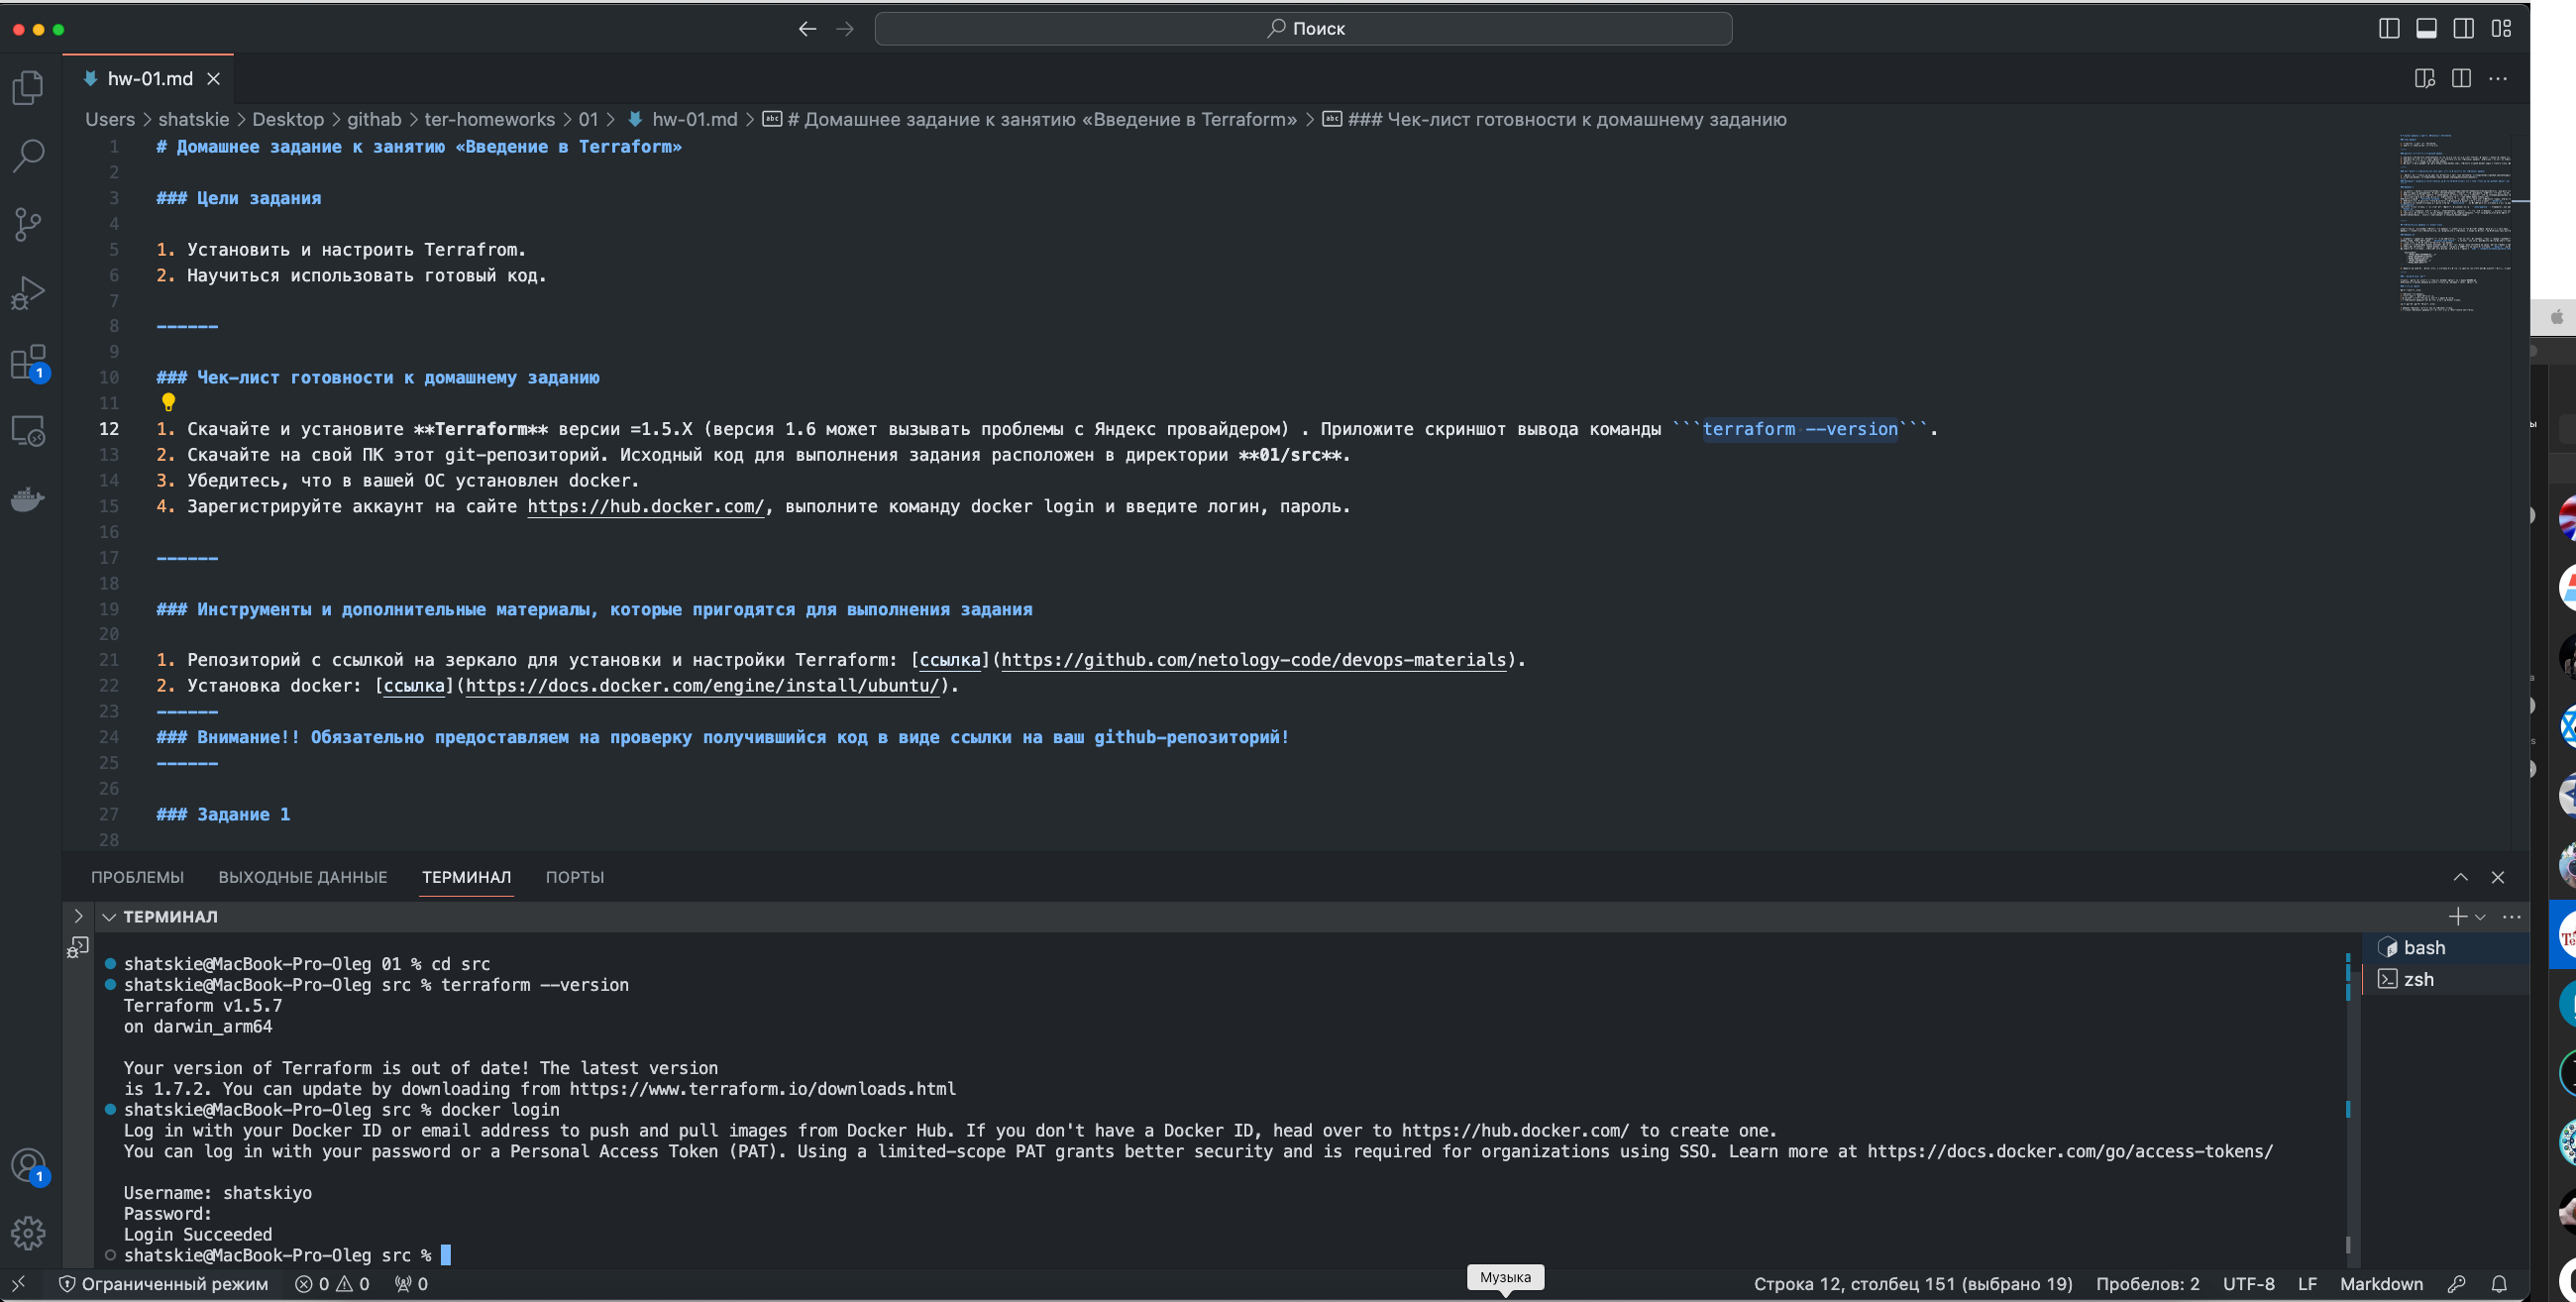 Поиск
hw-01.md
Users > shatskie > Desktop > githab > ter-homeworks > 01 > hw-01.md > # Домашнее задание к занятию «Введение в Terraform» > ### Чек-лист готовности к домашнему заданию
1 # Домашнее задание к занятию «Введение в Terraform»
2
3 ### Цели задания
4
5 1. Установить и настроить Terrafrom.
6 2. Научиться использовать готовый код.
7
8 ------
9
10 ### Чек-лист готовности к домашнему заданию
11
12 1. Скачайте и установите **Terraform** версии =1.5.Х (версия 1.6 может вызывать проблемы с Яндекс провайдером) . Приложите скриншот вывода команды ```terraform --version```.
13 2. Скачайте на свой ПК этот git-репозиторий. Исходный код для выполнения задания расположен в директории **01/src**.
14 3. Убедитесь, что в вашей ОС установлен docker.
15 4. Зарегистрируйте аккаунт на сайте https://hub.docker.com/, выполните команду docker login и введите логин, пароль.
16
17 ------
18
19 ### Инструменты и дополнительные материалы, которые пригодятся для выполнения задания
20
21 1. Репозиторий с ссылкой на зеркало для установки и настройки Terraform: [ссылка](https://github.com/netology-code/devops-materials).
22 2. Установка docker: [ссылка](https://docs.docker.com/engine/install/ubuntu/).
23 ------
24 ### Внимание!! Обязательно предоставляем на проверку получившийся код в виде ссылки на ваш github-репозиторий!
25 ------
26
27 ### Задание 1
28
ПРОБЛЕМЫ ВЫХОДНЫЕ ДАННЫЕ ТЕРМИНАЛ ПОРТЫ
ТЕРМИНАЛ
shatskie@MacBook-Pro-Oleg 01 % cd src
shatskie@MacBook-Pro-Oleg src % terraform --version
Terraform v1.5.7
on darwin_arm64
Your version of Terraform is out of date! The latest version
is 1.7.2. You can update by downloading from https://www.terraform.io/downloads.html
shatskie@MacBook-Pro-Oleg src % docker login
Log in with your Docker ID or email address to push and pull images from Docker Hub. If you don't have a Docker ID, head over to https://hub.docker.com/ to create one.
You can log in with your password or a Personal Access Token (PAT). Using a limited-scope PAT grants better security and is required for organizations using SSO. Learn more at https://docs.docker.com/go/access-tokens/
Username: shatskiyo
Password:
Login Succeeded
shatskie@MacBook-Pro-Oleg src %
bash
zsh
1
1
Музыка
Ограниченный режим 0 0 0 Строка 12, столбец 151 (выбрано 19) Пробелов: 2 UTF-8 LF Markdown